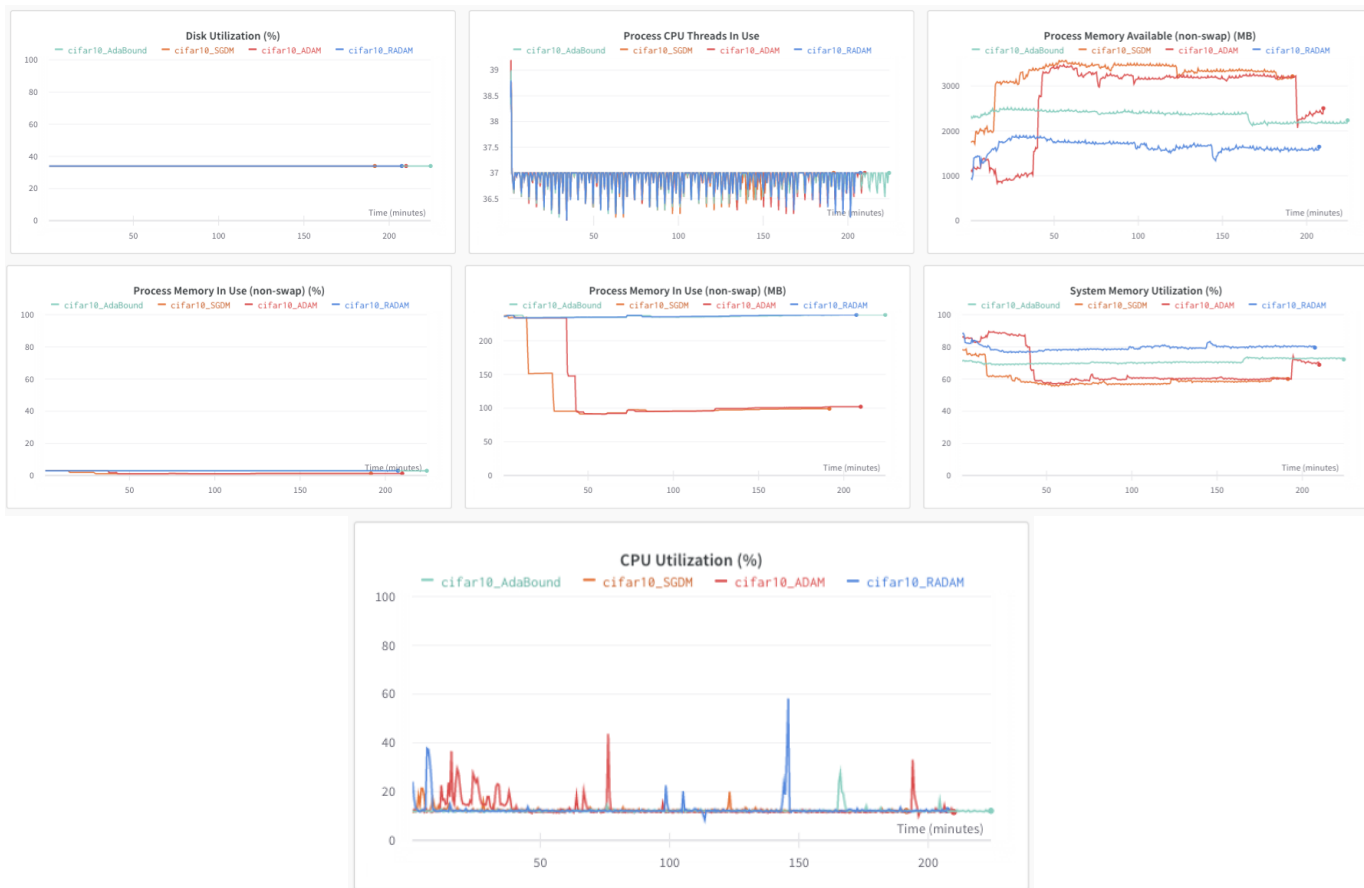 Disk Utilization (%)
cifar10_AdaBound cifar10_SGDM cifar10_ADAM cifar10_RADAM
100
80
60
40
20
0
Time (minutes)
50 100 150 200
Process CPU Threads In Use
cifar10_AdaBound cifar10_SGDM cifar10_ADAM cifar10_RADAM
39
38.5
38
37.5
37
36.5
Time (minutes)
50 100 150 200
Process Memory Available (non-swap) (MB)
cifar10_AdaBound cifar10_SGDM cifar10_ADAM cifar10_RADAM
3000
2000
1000
0
Time (minutes)
50 100 150 200
Process Memory In Use (non-swap) (%)
cifar10_AdaBound cifar10_SGDM cifar10_ADAM cifar10_RADAM
100
80
60
40
20
0
Time (minutes)
50 100 150 200
Process Memory In Use (non-swap) (MB)
cifar10_AdaBound cifar10_SGDM cifar10_ADAM cifar10_RADAM
200
150
100
50
0
Time (minutes)
50 100 150 200
System Memory Utilization (%)
cifar10_AdaBound cifar10_SGDM cifar10_ADAM cifar10_RADAM
100
80
60
40
20
0
Time (minutes)
50 100 150 200
CPU Utilization (%)
cifar10_AdaBound cifar10_SGDM cifar10_ADAM cifar10_RADAM
100
80
60
40
20
0
Time (minutes)
50 100 150 200